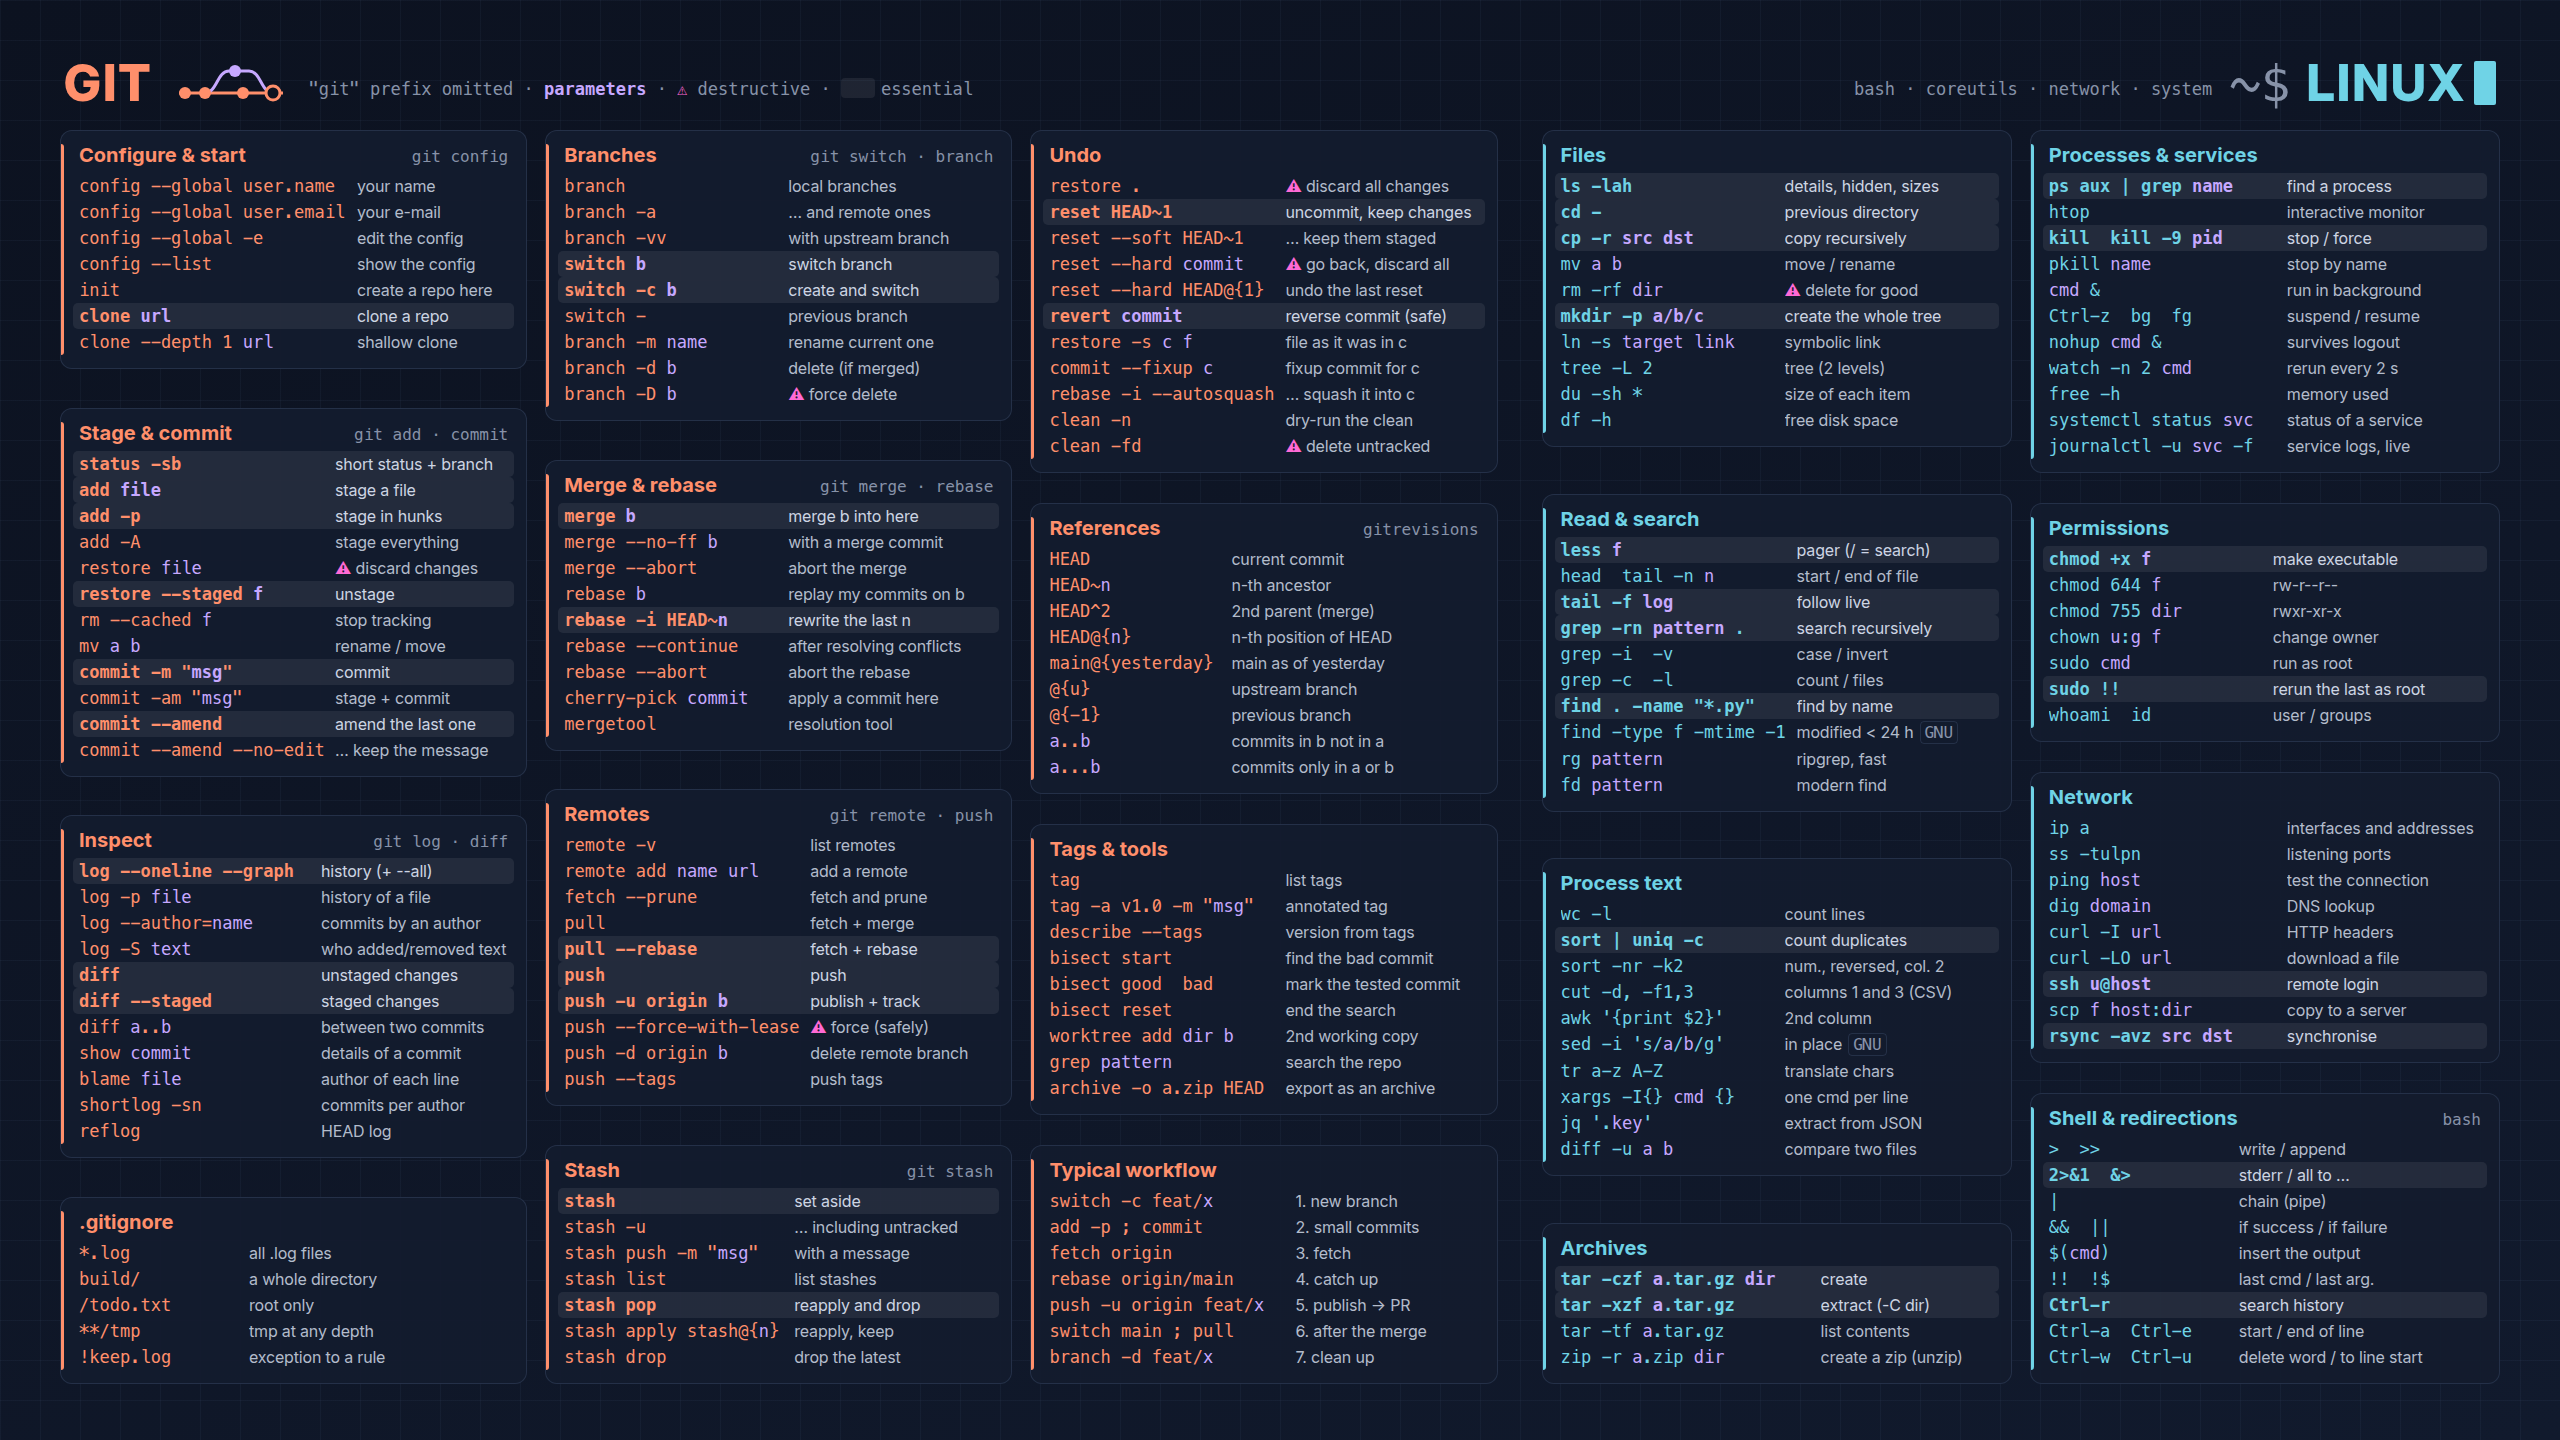 GIT
"git" prefix omitted · parameters · ⚠ destructive · essential
bash · coreutils · network · system ~$ LINUX
Configure & start git config
config --global user.name your name
config --global user.email your e-mail
config --global -e edit the config
config --list show the config
init create a repo here
clone url clone a repo
clone --depth 1 url shallow clone
Stage & commit git add · commit
status -sb short status + branch
add file stage a file
add -p stage in hunks
add -A stage everything
restore file ⚠ discard changes
restore --staged f unstage
rm --cached f stop tracking
mv a b rename / move
commit -m "msg" commit
commit -am "msg" stage + commit
commit --amend amend the last one
commit --amend --no-edit ... keep the message
Inspect git log · diff
log --oneline --graph history (+ --all)
log -p file history of a file
log --author=name commits by an author
log -S text who added/removed text
diff unstaged changes
diff --staged staged changes
diff a..b between two commits
show commit details of a commit
blame file author of each line
shortlog -sn commits per author
reflog HEAD log
.gitignore
*.log all .log files
build/ a whole directory
/todo.txt root only
**/tmp tmp at any depth
!keep.log exception to a rule
Branches git switch · branch
branch local branches
branch -a ... and remote ones
branch -vv with upstream branch
switch b switch branch
switch -c b create and switch
switch - previous branch
branch -m name rename current one
branch -d b delete (if merged)
branch -D b ⚠ force delete
Merge & rebase git merge · rebase
merge b merge b into here
merge --no-ff b with a merge commit
merge --abort abort the merge
rebase b replay my commits on b
rebase -i HEAD~n rewrite the last n
rebase --continue after resolving conflicts
rebase --abort abort the rebase
cherry-pick commit apply a commit here
mergetool resolution tool
Remotes git remote · push
remote -v list remotes
remote add name url add a remote
fetch --prune fetch and prune
pull fetch + merge
pull --rebase fetch + rebase
push push
push -u origin b publish + track
push --force-with-lease ⚠ force (safely)
push -d origin b delete remote branch
push --tags push tags
Stash git stash
stash set aside
stash -u ... including untracked
stash push -m "msg" with a message
stash list list stashes
stash pop reapply and drop
stash apply stash@{n} reapply, keep
stash drop drop the latest
Undo
restore . ⚠ discard all changes
reset HEAD~1 uncommit, keep changes
reset --soft HEAD~1 ... keep them staged
reset --hard commit ⚠ go back, discard all
reset --hard HEAD@{1} undo the last reset
revert commit reverse commit (safe)
restore -s c f file as it was in c
commit --fixup c fixup commit for c
rebase -i --autosquash ... squash it into c
clean -n dry-run the clean
clean -fd ⚠ delete untracked
References gitrevisions
HEAD current commit
HEAD~n n-th ancestor
HEAD^2 2nd parent (merge)
HEAD@{n} n-th position of HEAD
main@{yesterday} main as of yesterday
@{u} upstream branch
@{-1} previous branch
a..b commits in b not in a
a...b commits only in a or b
Tags & tools
tag list tags
tag -a v1.0 -m "msg" annotated tag
describe --tags version from tags
bisect start find the bad commit
bisect good bad mark the tested commit
bisect reset end the search
worktree add dir b 2nd working copy
grep pattern search the repo
archive -o a.zip HEAD export as an archive
Typical workflow
switch -c feat/x 1. new branch
add -p ; commit 2. small commits
fetch origin 3. fetch
rebase origin/main 4. catch up
push -u origin feat/x 5. publish → PR
switch main ; pull 6. after the merge
branch -d feat/x 7. clean up
Files
ls -lah details, hidden, sizes
cd - previous directory
cp -r src dst copy recursively
mv a b move / rename
rm -rf dir ⚠ delete for good
mkdir -p a/b/c create the whole tree
ln -s target link symbolic link
tree -L 2 tree (2 levels)
du -sh * size of each item
df -h free disk space
Read & search
less f pager (/ = search)
head tail -n n start / end of file
tail -f log follow live
grep -rn pattern . search recursively
grep -i -v case / invert
grep -c -l count / files
find . -name "*.py" find by name
find -type f -mtime -1 modified < 24 h GNU
rg pattern ripgrep, fast
fd pattern modern find
Process text
wc -l count lines
sort | uniq -c count duplicates
sort -nr -k2 num., reversed, col. 2
cut -d, -f1,3 columns 1 and 3 (CSV)
awk '{print $2}' 2nd column
sed -i 's/a/b/g' in place GNU
tr a-z A-Z translate chars
xargs -I{} cmd {} one cmd per line
jq '.key' extract from JSON
diff -u a b compare two files
Archives
tar -czf a.tar.gz dir create
tar -xzf a.tar.gz extract (-C dir)
tar -tf a.tar.gz list contents
zip -r a.zip dir create a zip (unzip)
Processes & services
ps aux | grep name find a process
htop interactive monitor
kill kill -9 pid stop / force
pkill name stop by name
cmd & run in background
Ctrl-z bg fg suspend / resume
nohup cmd & survives logout
watch -n 2 cmd rerun every 2 s
free -h memory used
systemctl status svc status of a service
journalctl -u svc -f service logs, live
Permissions
chmod +x f make executable
chmod 644 f rw-r--r--
chmod 755 dir rwxr-xr-x
chown u:g f change owner
sudo cmd run as root
sudo !! rerun the last as root
whoami id user / groups
Network
ip a interfaces and addresses
ss -tulpn listening ports
ping host test the connection
dig domain DNS lookup
curl -I url HTTP headers
curl -LO url download a file
ssh u@host remote login
scp f host:dir copy to a server
rsync -avz src dst synchronise
Shell & redirections bash
> >> write / append
2>&1 &> stderr / all to ...
| chain (pipe)
&& || if success / if failure
$(cmd) insert the output
!! !$ last cmd / last arg.
Ctrl-r search history
Ctrl-a Ctrl-e start / end of line
Ctrl-w Ctrl-u delete word / to line start